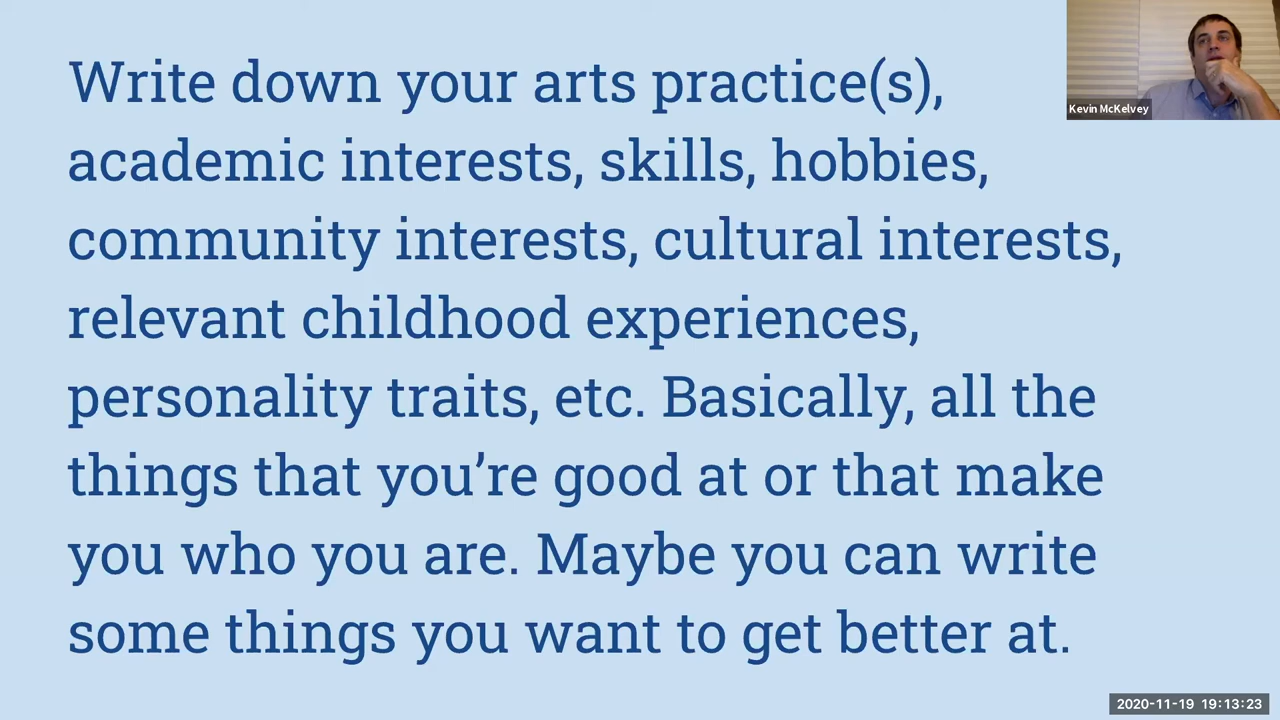 Write down your arts practice(s),
academic interests, skills, hobbies,
community interests, cultural interests,
relevant childhood experiences,
personality traits, etc. Basically, all the
things that you’re good at or that make
you who you are. Maybe you can write
some things you want to get better at.
Kevin McKelvey
2020-11-19 19:13:23